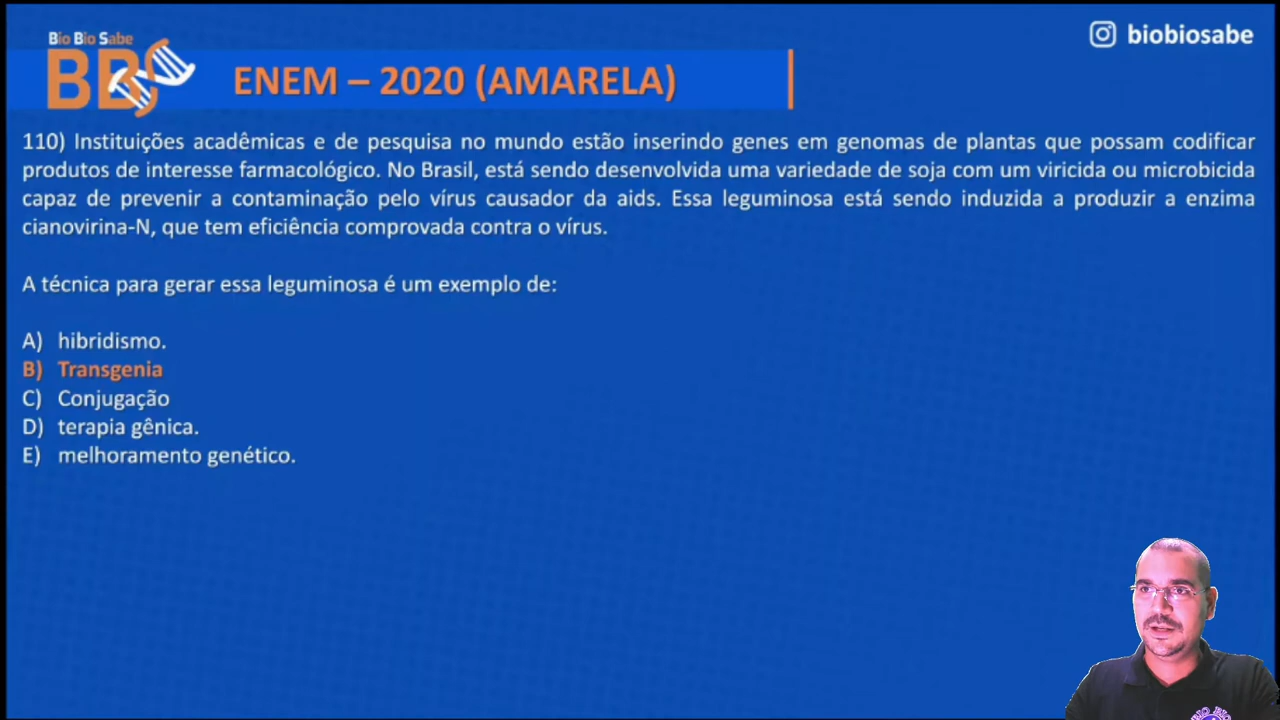 Bio Bio Sabe
BBS
biobiosabe
ENEM – 2020 (AMARELA)
110) Instituições acadêmicas e de pesquisa no mundo estão inserindo genes em genomas de plantas que possam codificar
produtos de interesse farmacológico. No Brasil, está sendo desenvolvida uma variedade de soja com um viricida ou microbicida
capaz de prevenir a contaminação pelo vírus causador da aids. Essa leguminosa está sendo induzida a produzir a enzima
cianovirina-N, que tem eficiência comprovada contra o vírus.
A técnica para gerar essa leguminosa é um exemplo de:
A) hibridismo.
B) Transgenia
C) Conjugação
D) terapia gênica.
E) melhoramento genético.